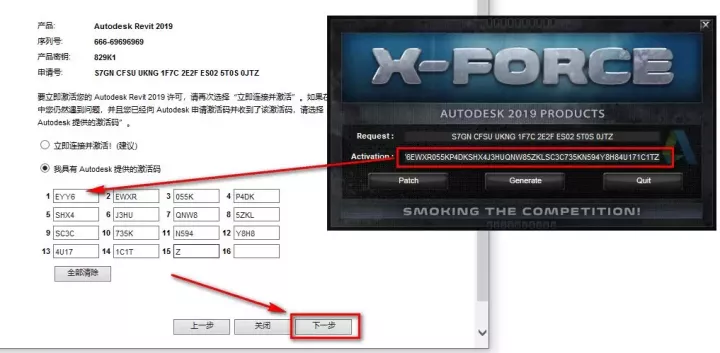 产品: Autodesk Revit 2019
序列号: 666-69696969
产品密钥: 829K1
申请号: S7GN CFSU UKNG 1F7C 2E2F ES02 5T0S 0JTZ
要立即激活您的 Autodesk Revit 2019 许可，请再次选择“立即连接并激活”。如果在
中您仍然遇到问题，并且您已经向 Autodesk 申请激活码并收到了该激活码，请选择
Autodesk 提供的激活码”。
立即连接并激活! (建议)
我具有 Autodesk 提供的激活码
1 EYY6 2 EWXR 3 055K 4 P4DK
5 SHX4 6 J3HU 7 QNW8 8 5ZKL
9 SC3C 10 735K 11 N594 12 Y8H8
13 4U17 14 1C1T 15 Z 16
全部清除
上一步 关闭 下一步
X-FORCE
AUTODESK 2019 PRODUCTS
Request : S7GN CFSU UKNG 1F7C 2E2F ES02 5T0S 0JTZ
Activation : 6EWXR055KP4DKSHX4J3HUQNW85ZKLSC3C735KN594Y8H84U171C1TZ
Patch Generate Quit
SMOKING THE COMPETITION!